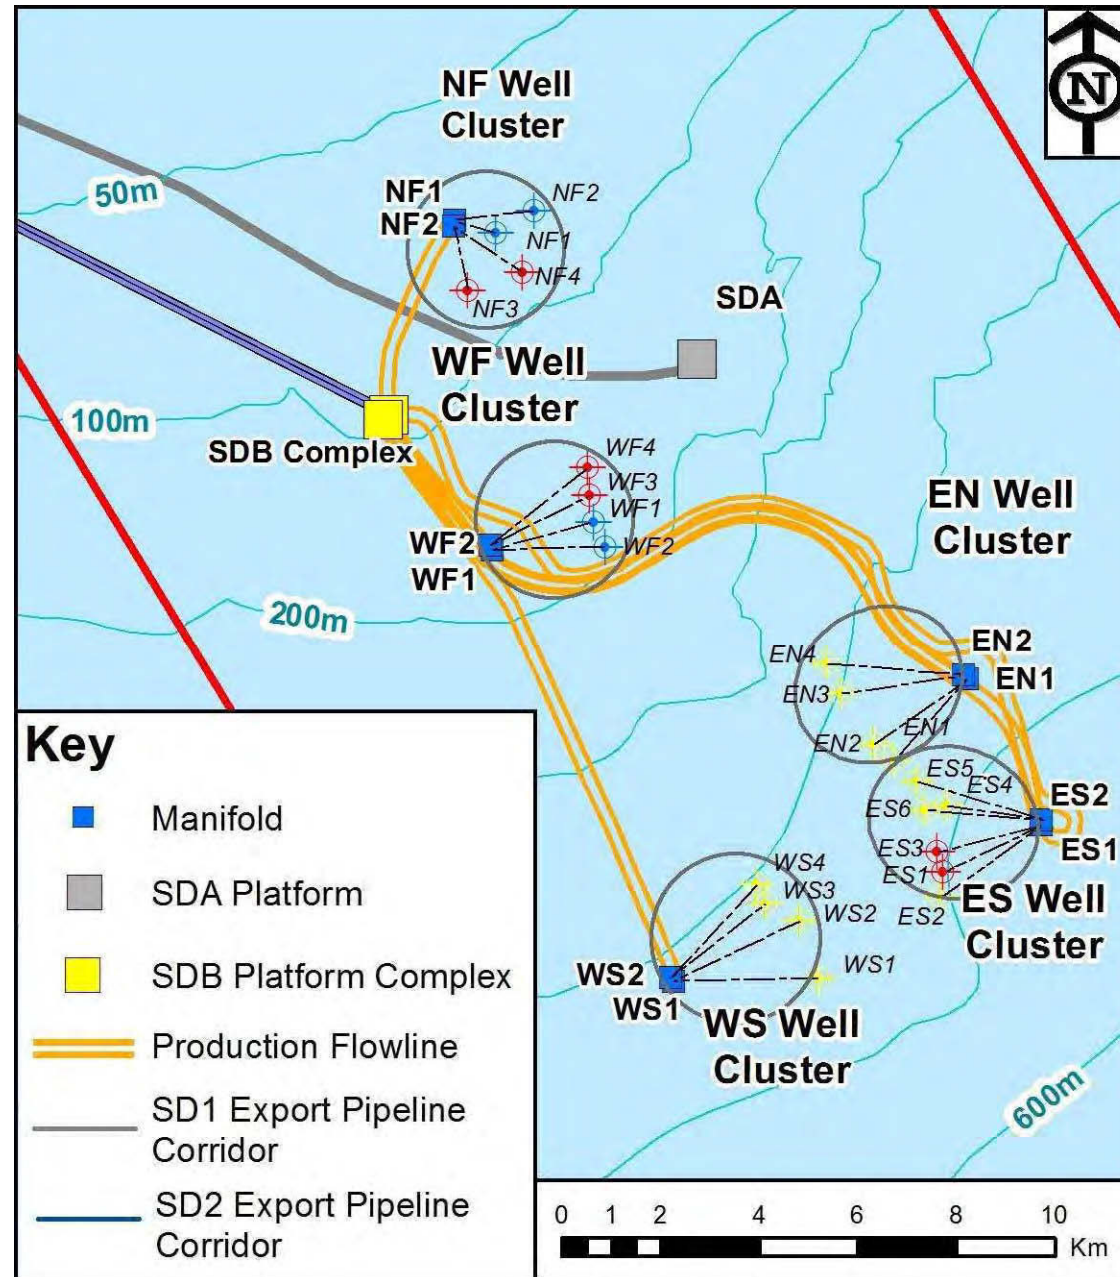 N
NF Well
Cluster
50m
NF1
NF2
NF2
NF1
NF4
NF3
SDA
WF Well
Cluster
100m
SDB Complex
WF4
WF3
WF1
WF2
WF2
WF1
EN Well
Cluster
200m
EN2
EN1
EN4
EN3
EN2
EN1
ES5
ES4
ES6
ES2
ES1
ES3
ES1
ES2
ES Well
Cluster
WS4
WS3
WS2
WS1
WS2
WS1
WS Well
Cluster
600m
Key
Manifold
SDA Platform
SDB Platform Complex
Production Flowline
SD1 Export Pipeline
Corridor
SD2 Export Pipeline
Corridor
0 1 2 4 6 8 10
Km